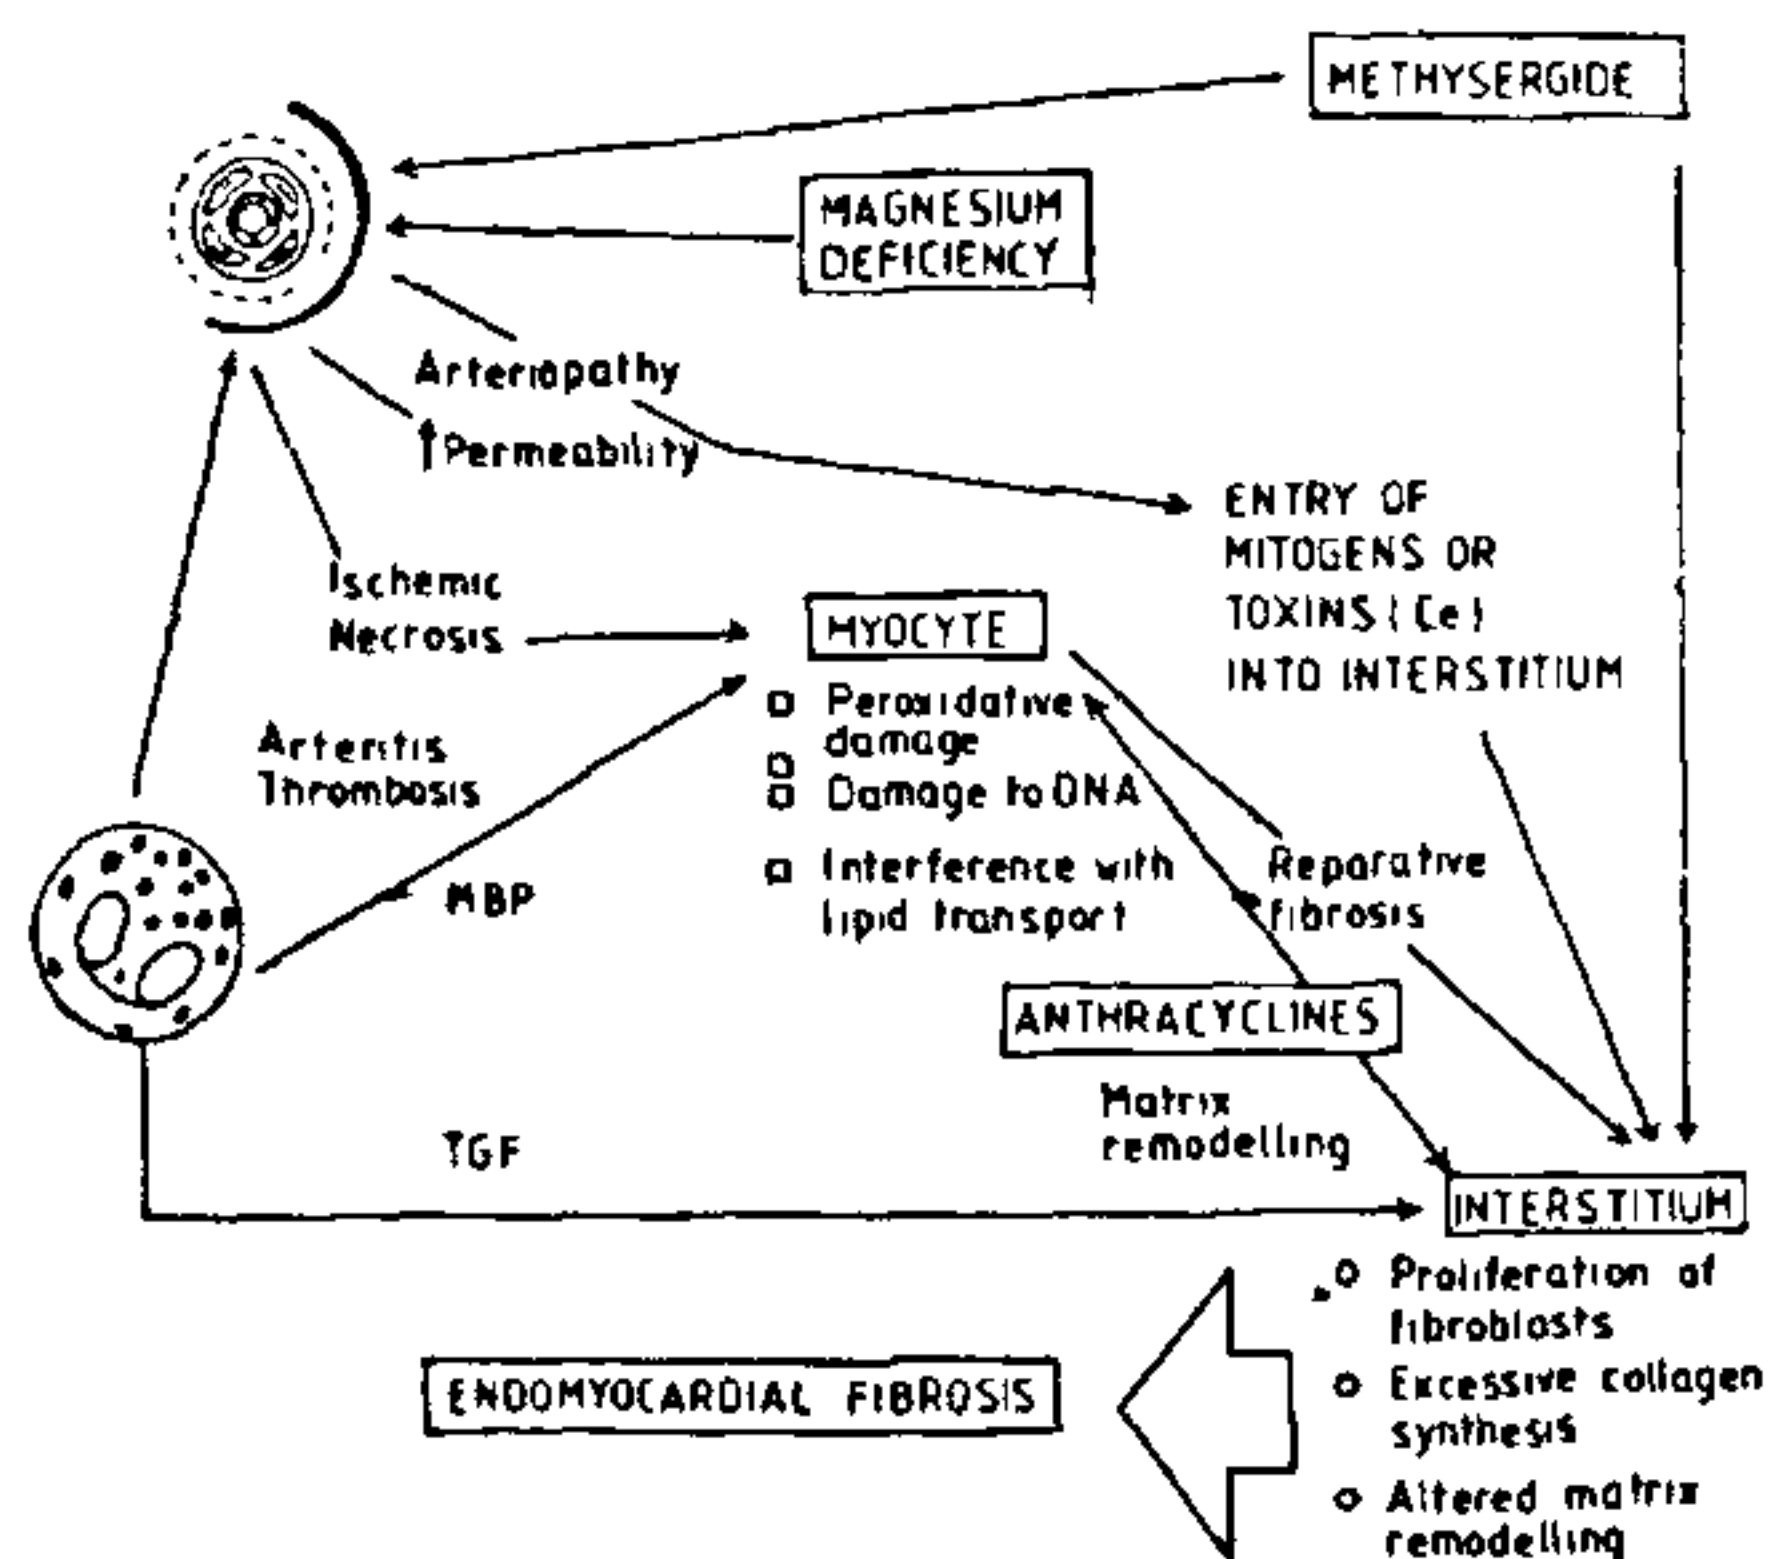 METHYSERGIDE
MAGNESIUM
DEFICIENCY
Arteriopathy
↑Permeability
ENTRY OF
MITOGENS OR
TOXINS (Ce)
INTO INTERSTITIUM
Ischemic
Necrosis
MYOCYTE
Peroxidative
damage
Damage to DNA
Interference with
lipid transport
Arteritis
Thrombosis
MBP
Reparative
fibrosis
ANTHRACYCLINES
Matrix
remodelling
TGF
INTERSTITIUM
Proliferation of
fibroblasts
Excessive collagen
synthesis
Altered matrix
remodelling
ENDOMYOCARDIAL FIBROSIS